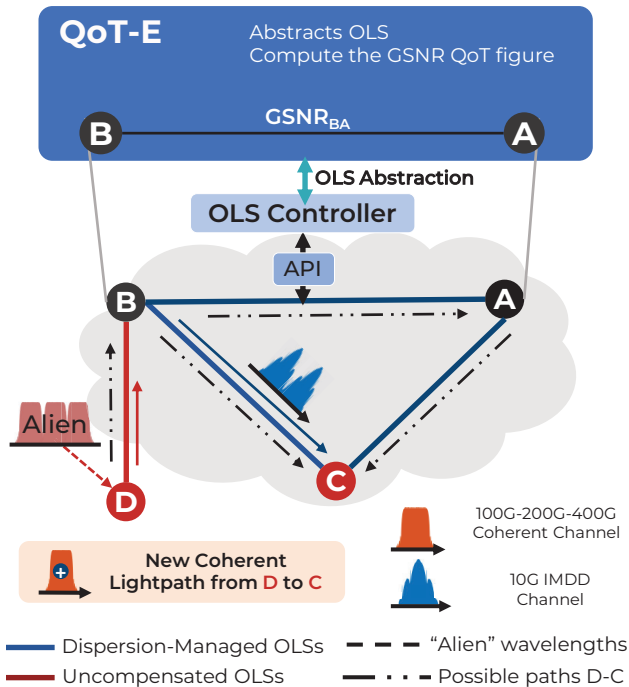 QoT-E
Abstracts OLS
Compute the GSNR QoT figure
GSNR_BA
B
A
OLS Abstraction
OLS Controller
API
B
A
Alien
D
C
100G-200G-400G
Coherent Channel
New Coherent
Lightpath from D to C
10G IMDD
Channel
Dispersion-Managed OLSs
"Alien" wavelengths
Uncompensated OLSs
Possible paths D-C